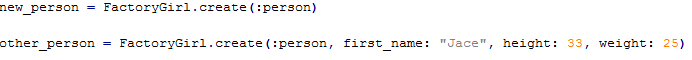 new_person = FactoryGirl.create(:person)
other_person = FactoryGirl.create(:person, first_name: "Jace", height: 33, weight: 25)